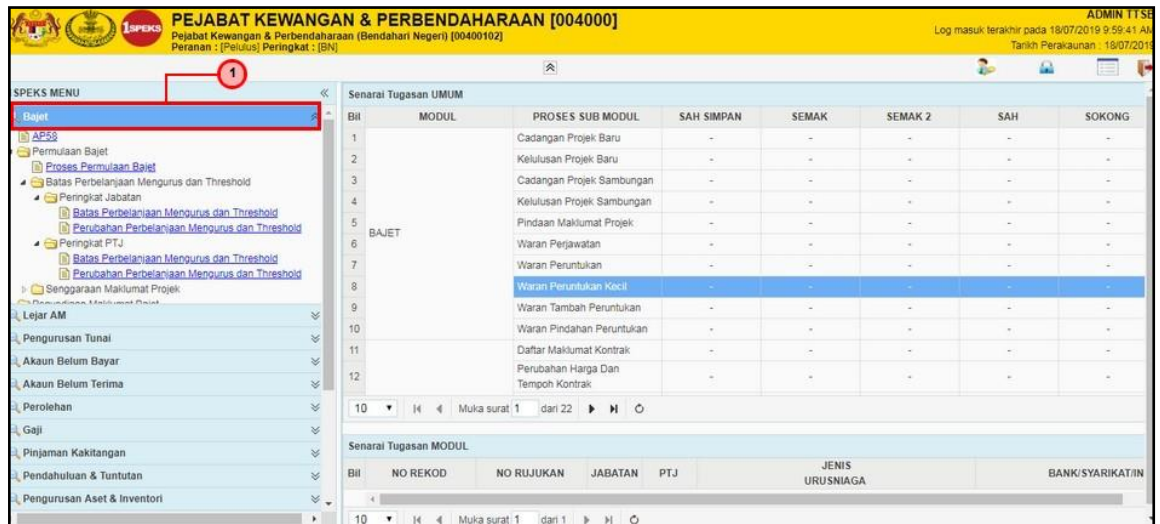 1SPEKS
PEJABAT KEWANGAN & PERBENDAHARAAN [004000]
Pejabat Kewangan & Perbendaharaan (Bendahari Negeri) [00400102]
Peranan : [Pelulus] Peringkat : [BN]
ADMIN TTSB
Log masuk terakhir pada 18/07/2019 9:59:41 AM
Tarikh Perakaunan : 18/07/2019
1
SPEKS MENU
Bajet
AP58
Permulaan Bajet
Proses Permulaan Bajet
Batas Perbelanjaan Mengurus dan Threshold
Peringkat Jabatan
Batas Perbelanjaan Mengurus dan Threshold
Perubahan Perbelanjaan Mengurus dan Threshold
Peringkat PTJ
Batas Perbelanjaan Mengurus dan Threshold
Perubahan Perbelanjaan Mengurus dan Threshold
Senggaraan Maklumat Projek
Lejar AM
Pengurusan Tunai
Akaun Belum Bayar
Akaun Belum Terima
Perolehan
Gaji
Pinjaman Kakitangan
Pendahuluan & Tuntutan
Pengurusan Aset & Inventori
Senarai Tugasan UMUM
Bil MODUL PROSES SUB MODUL SAH SIMPAN SEMAK SEMAK 2 SAH SOKONG
1 Cadangan Projek Baru - - - - -
2 Kelulusan Projek Baru - - - - -
3 Cadangan Projek Sambungan - - - - -
4 Kelulusan Projek Sambungan - - - - -
5 Pindaan Maklumat Projek - - - - -
BAJET
6 Waran Perjawatan - - - - -
7 Waran Peruntukan - - - - -
8 Waran Peruntukan Kecil - - - - -
9 Waran Tambah Peruntukan - - - - -
10 Waran Pindahan Peruntukan - - - - -
11 Daftar Maklumat Kontrak - - - - -
12 Perubahan Harga Dan
Tempoh Kontrak - - - - -
10 Muka surat 1 dari 22
Senarai Tugasan MODUL
Bil NO REKOD NO RUJUKAN JABATAN PTJ JENIS
URUSNIAGA BANK/SYARIKAT/IN
10 Muka surat 1 dari 1